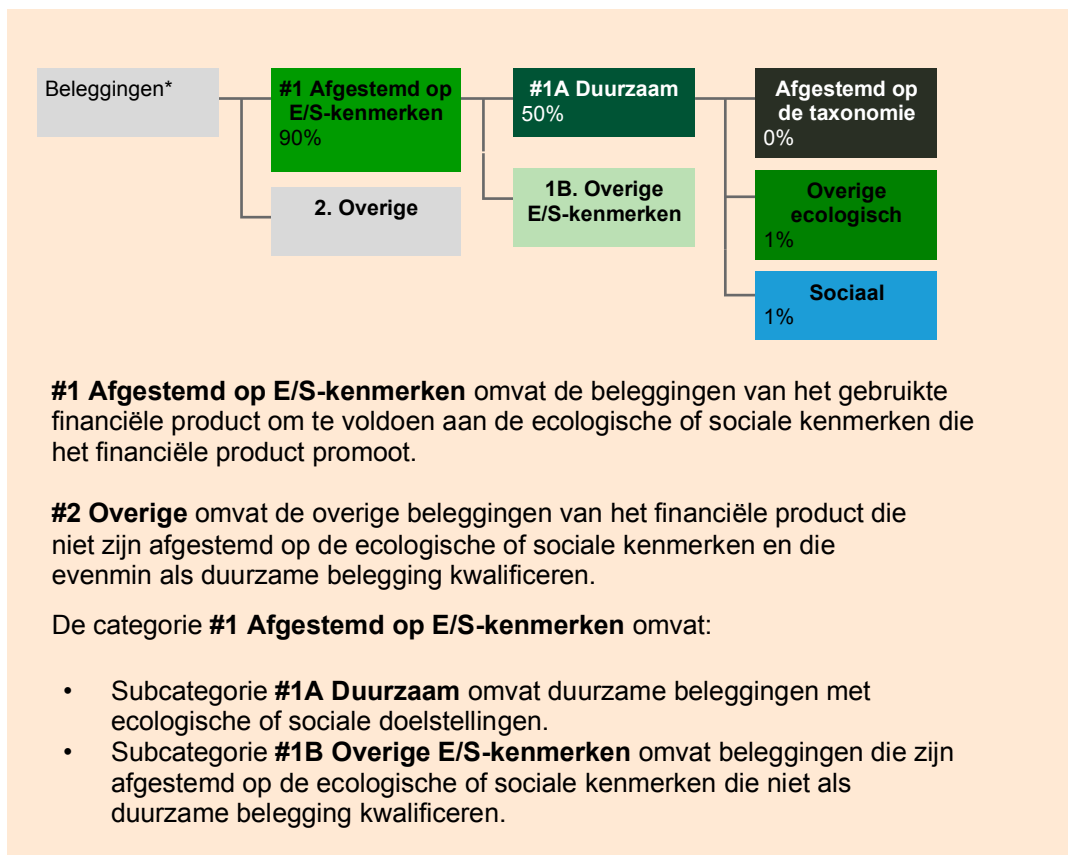 Beleggingen*
#1 Afgestemd op
E/S-kenmerken
90%
2. Overige
#1A Duurzaam
50%
1B. Overige
E/S-kenmerken
Afgestemd op
de taxonomie
0%
Overige
ecologisch
1%
Sociaal
1%
#1 Afgestemd op E/S-kenmerken omvat de beleggingen van het gebruikte
financiële product om te voldoen aan de ecologische of sociale kenmerken die
het financiële product promoot.
#2 Overige omvat de overige beleggingen van het financiële product die
niet zijn afgestemd op de ecologische of sociale kenmerken en die
evenmin als duurzame belegging kwalificeren.
De categorie #1 Afgestemd op E/S-kenmerken omvat:
• Subcategorie #1A Duurzaam omvat duurzame beleggingen met
ecologische of sociale doelstellingen.
• Subcategorie #1B Overige E/S-kenmerken omvat beleggingen die zijn
afgestemd op de ecologische of sociale kenmerken die niet als
duurzame belegging kwalificeren.